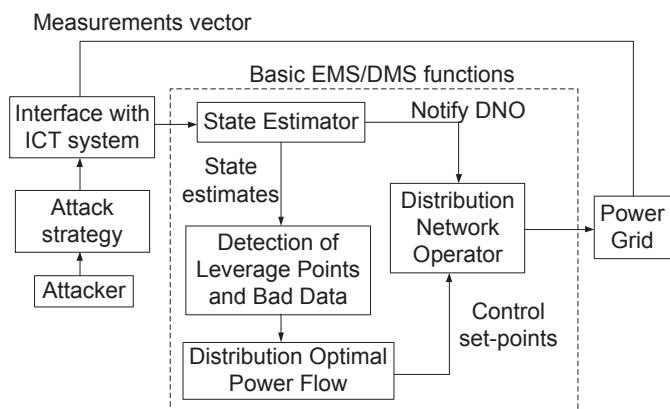 Measurements vector
Basic EMS/DMS functions
Interface with
ICT system
State Estimator
Notify DNO
State
estimates
Attack
strategy
Distribution
Network
Operator
Power
Grid
Detection of
Leverage Points
and Bad Data
Attacker
Control
set-points
Distribution Optimal
Power Flow